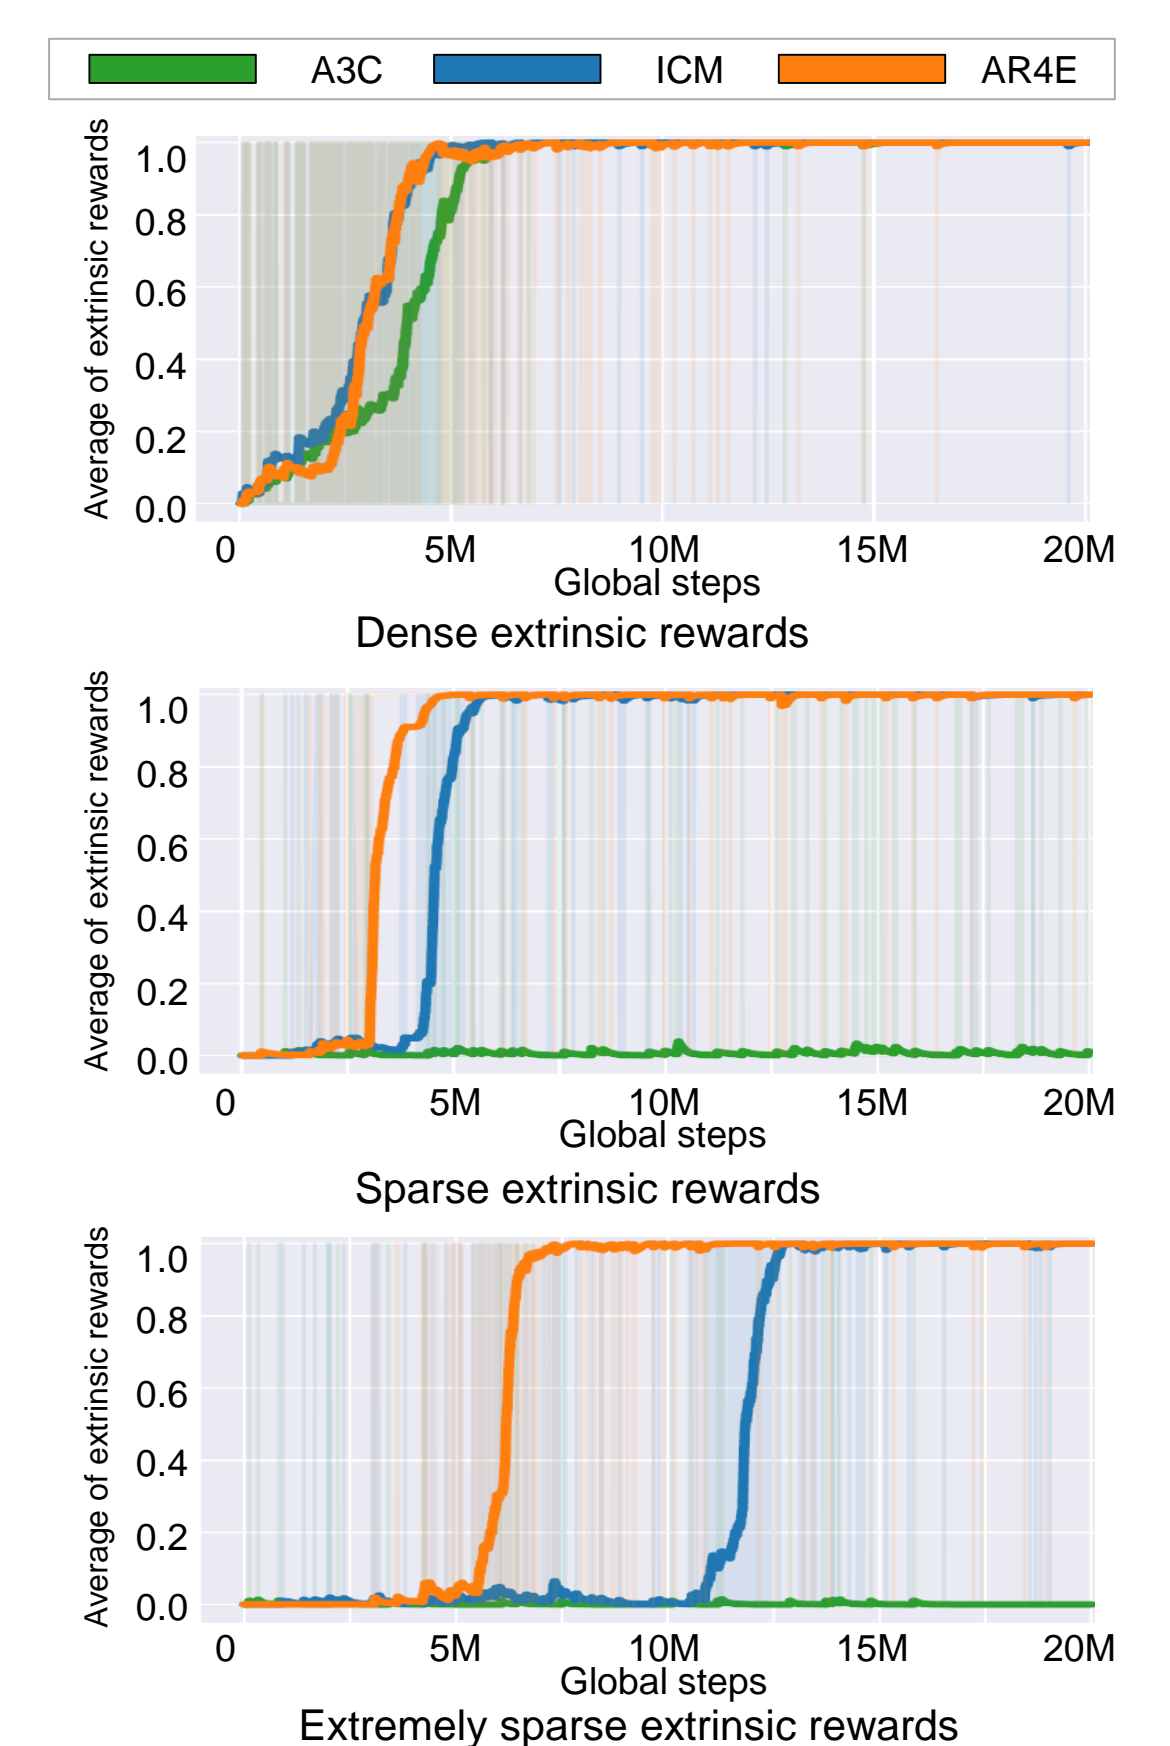 A3C ICM AR4E
Average of extrinsic rewards
1.0
0.8
0.6
0.4
0.2
0.0
0 5M 10M 15M 20M
Global steps
Dense extrinsic rewards
Average of extrinsic rewards
1.0
0.8
0.6
0.4
0.2
0.0
0 5M 10M 15M 20M
Global steps
Sparse extrinsic rewards
Average of extrinsic rewards
1.0
0.8
0.6
0.4
0.2
0.0
0 5M 10M 15M 20M
Global steps
Extremely sparse extrinsic rewards